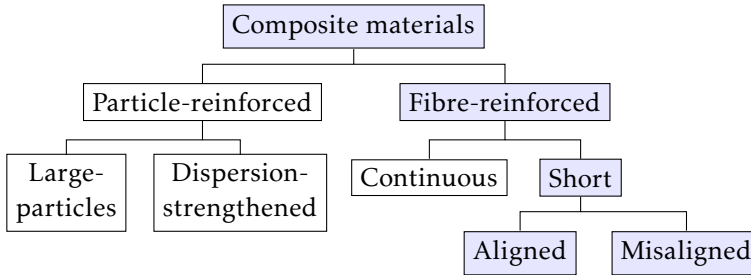 Composite materials
Particle-reinforced
Fibre-reinforced
Large-
particles
Dispersion-
strengthened
Continuous
Short
Aligned
Misaligned